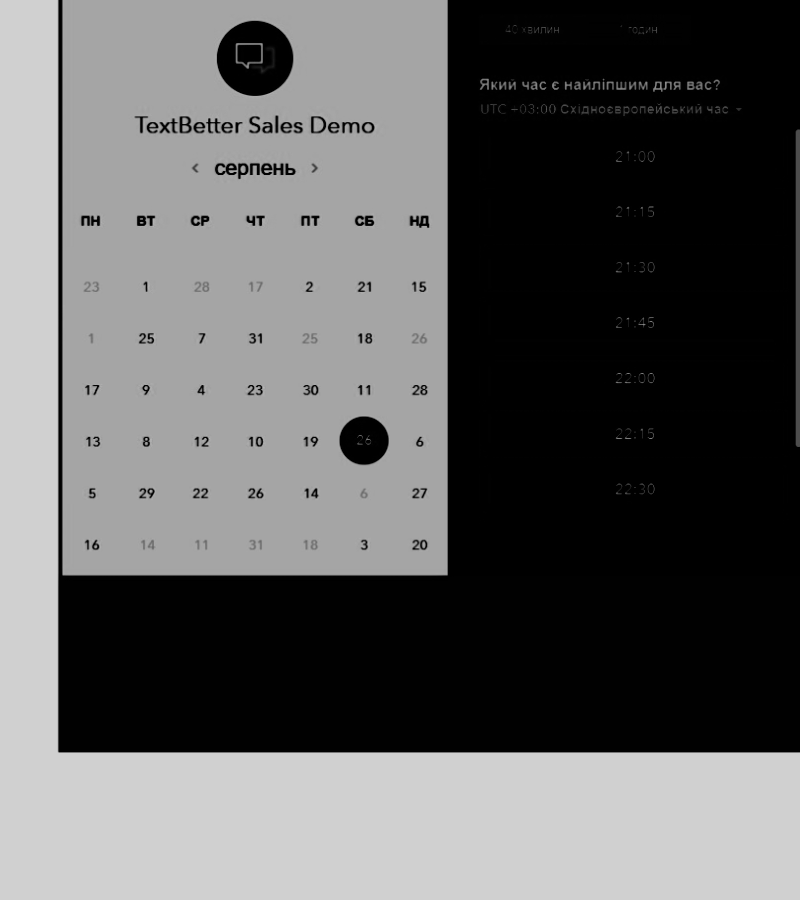 TextBetter Sales Demo
серпень
ПН ВТ СР ЧТ ПТ СБ НД
23 1 28 17 2 21 15
1 25 7 31 25 18 26
17 9 4 23 30 11 28
13 8 12 10 19 26 6
5 29 22 26 14 6 27
16 14 11 31 18 3 20
хвилин годин
Який час є найліпшим для вас?
UTC +03:00 Східноєвропейський час
21:00
21:15
21:30
21:45
22:00
22:15
22:30